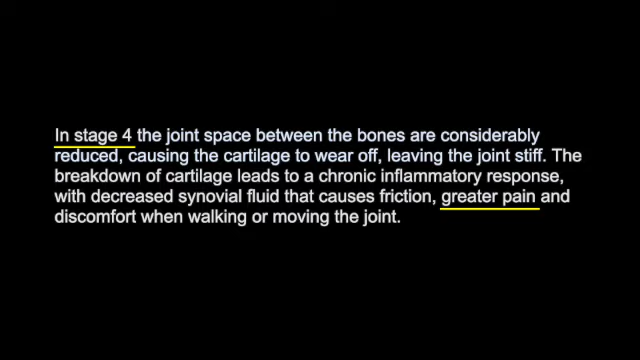 In stage 4 the joint space between the bones are considerably
reduced, causing the cartilage to wear off, leaving the joint stiff. The
breakdown of cartilage leads to a chronic inflammatory response,
with decreased synovial fluid that causes friction, greater pain and
discomfort when walking or moving the joint.